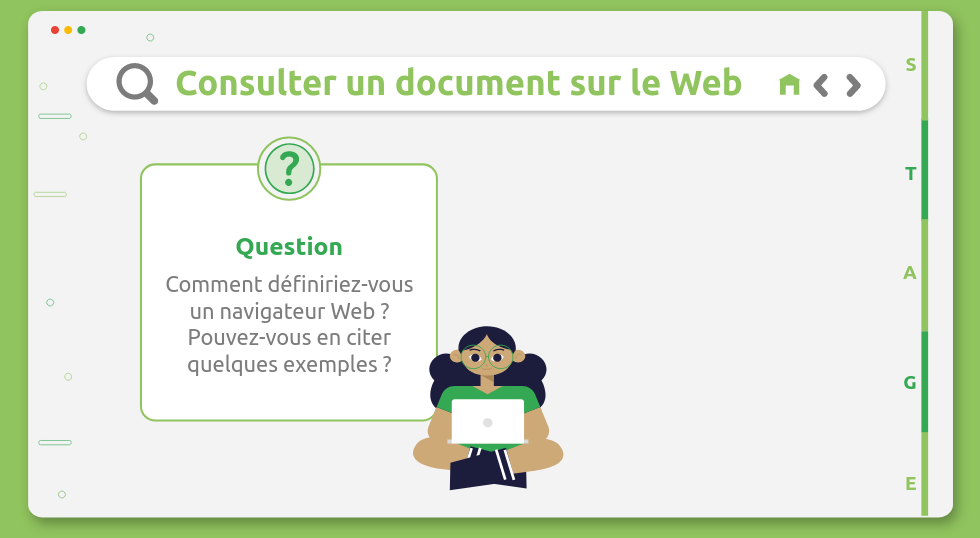 Consulter un document sur le Web
S
T
A
G
E
?
Question
Comment définiriez-vous
un navigateur Web ?
Pouvez-vous en citer
quelques exemples ?